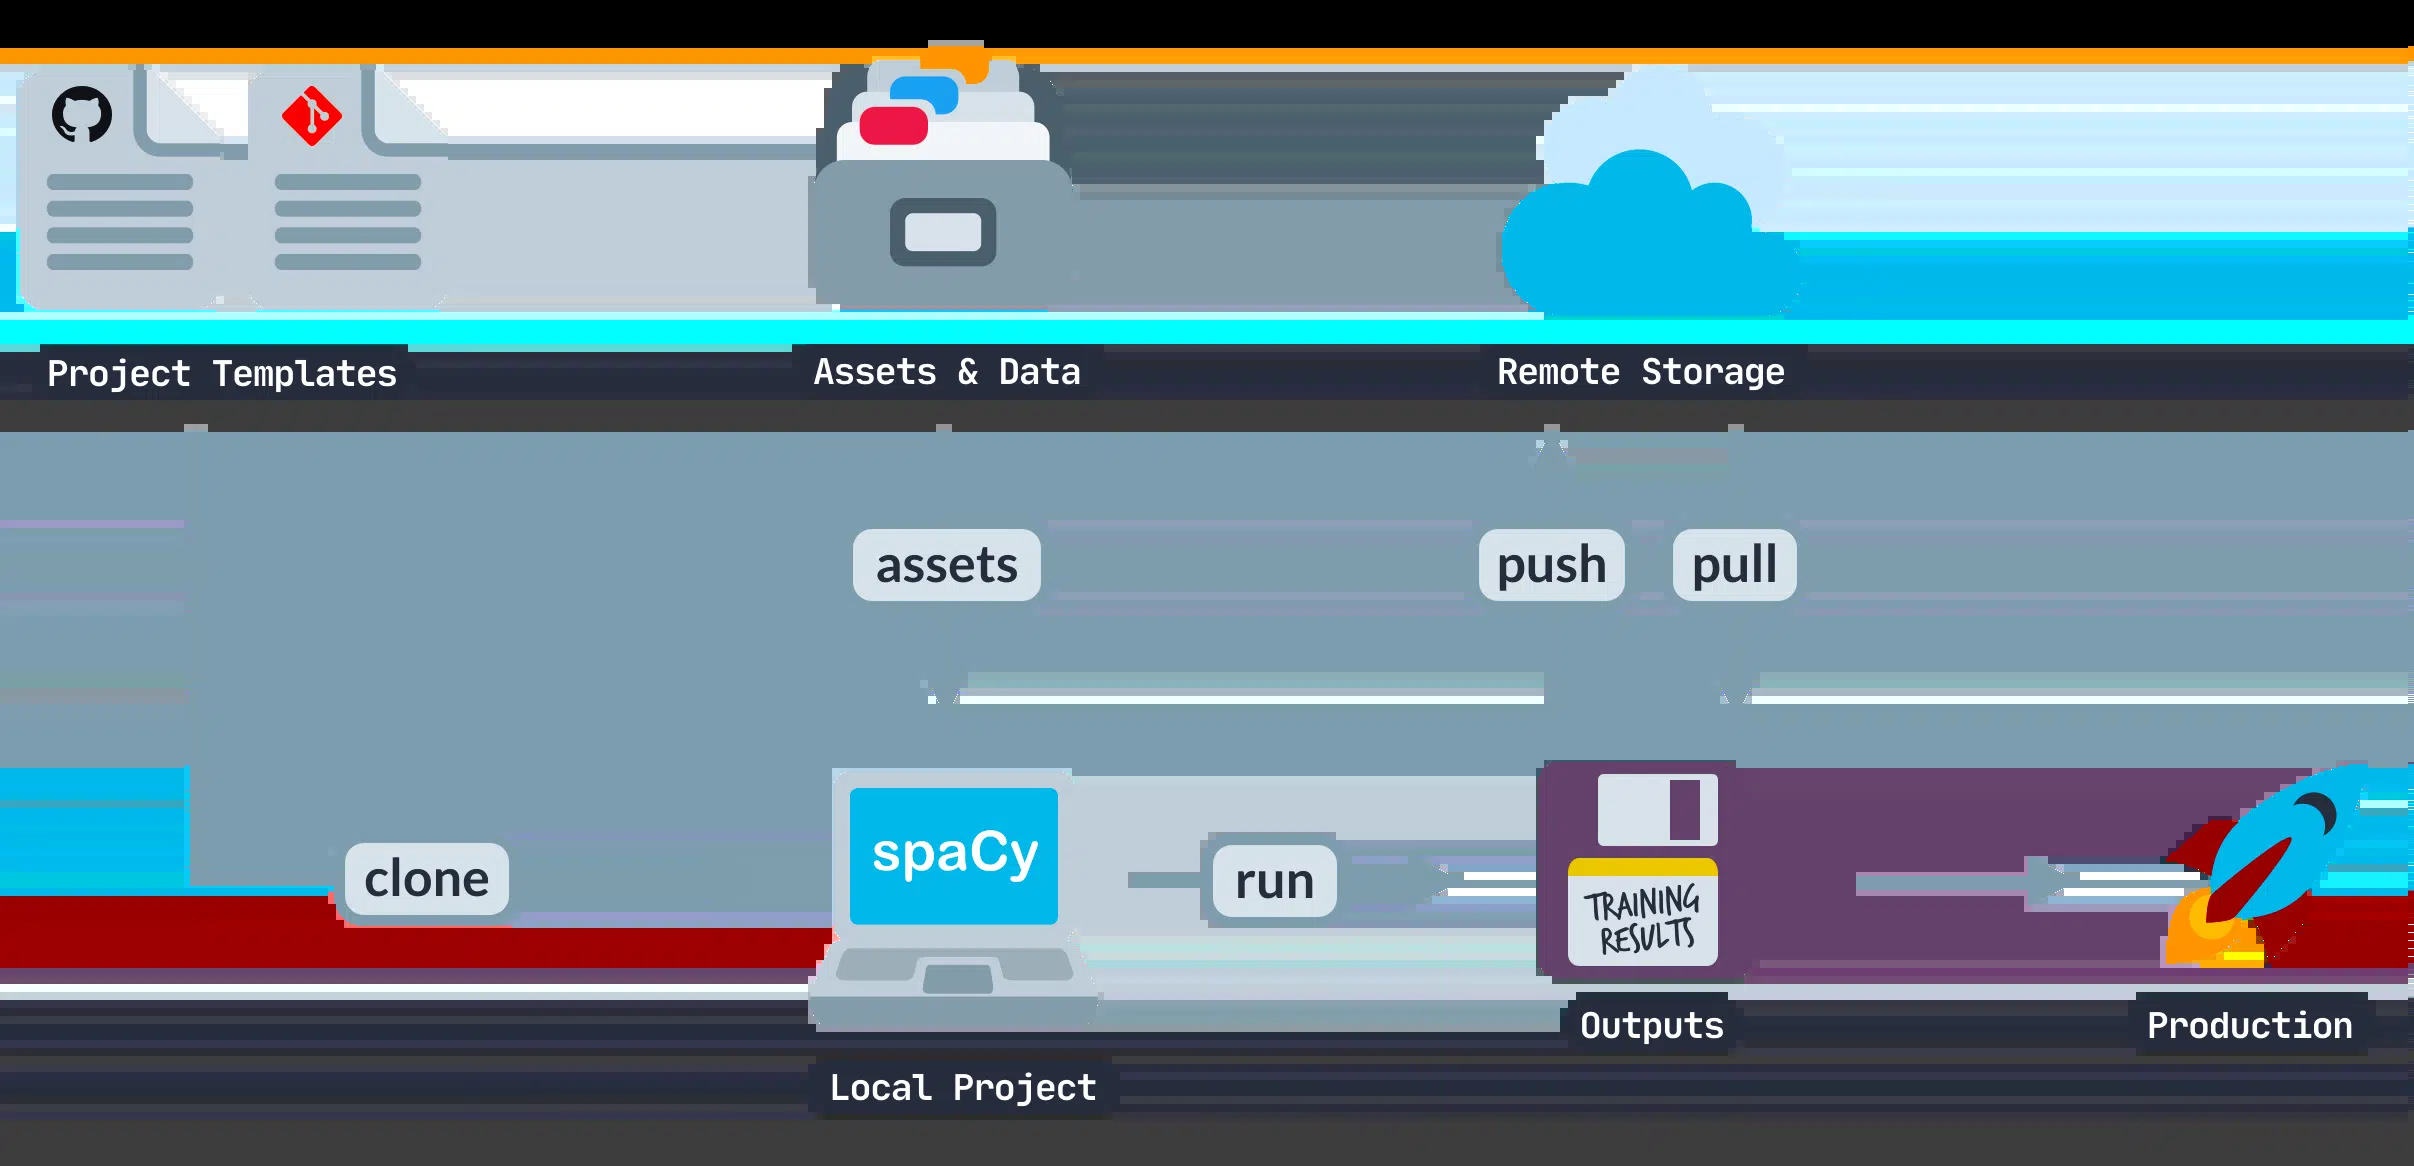 Project Templates
Assets & Data
Remote Storage
assets
push
pull
clone
spaCy
run
TRAINING
RESULTS
Outputs
Production
Local Project